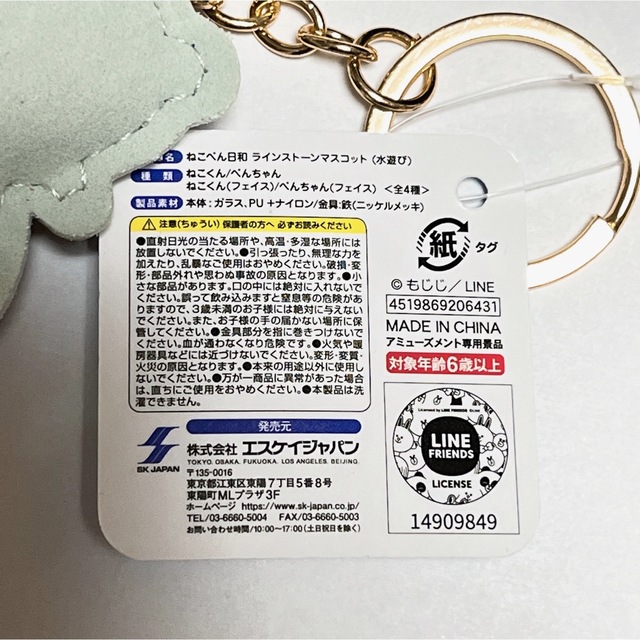 名 ねこぺん日和 ラインストーンマスコット (水遊び)
種類 ねこくん/ぺんちゃん
ねこくん(フェイス)/ぺんちゃん(フェイス) <全4種>
製品素材 本体:ガラス、PU +ナイロン/金具:鉄(ニッケルメッキ)
注意(ちゅうい) 保護者の方へ 必ずお読みください
●直射日光の当たる場所や、高温・多湿な場所には
放置しないでください。●引っ張ったり、無理な力を
加えたり、乱暴なご使用はおやめください。破損・変
形・部品外れや思わぬ事故の原因となります。●小
さな部品があります。口の中には絶対に入れないで
ください。誤って飲み込みますと窒息等の危険があり
ますので、3歳未満のお子様には絶対に与えない
でください。また、お子様の手の届かない場所に保
管してください。●金具部分を指に巻きつけないで
ください。血が通わなくなり危険です。●火気や暖
房器具などには近づけないでください。変形・変質・
火災の原因となります。●本来の用途以外に使用し
ないでください。●万が一商品に異常があった場合
は、直ちにご使用をおやめください。●本製品は洗
濯できません。
紙 タグ
©もじじ/LINE
4519869206431
MADE IN CHINA
アミューズメント専用景品
対象年齢6歳以上
発売元
SK JAPAN
株式会社 エスケイジャパン
TOKYO. OSAKA. FUKUOKA. LOS ANGELES. BEIJING.
〒135-0016
東京都江東区東陽7丁目5番8号
東陽町MLプラザ3F
ホームページ https://www.sk-japan.co.jp
TEL/03-6660-5004 FAX/03-6660-5003
お問い合わせ時間/10:00~17:00(土日祝日を除く)
Licensed by LINE FRIENDS
LINE
FRIENDS
LICENSE
14909849